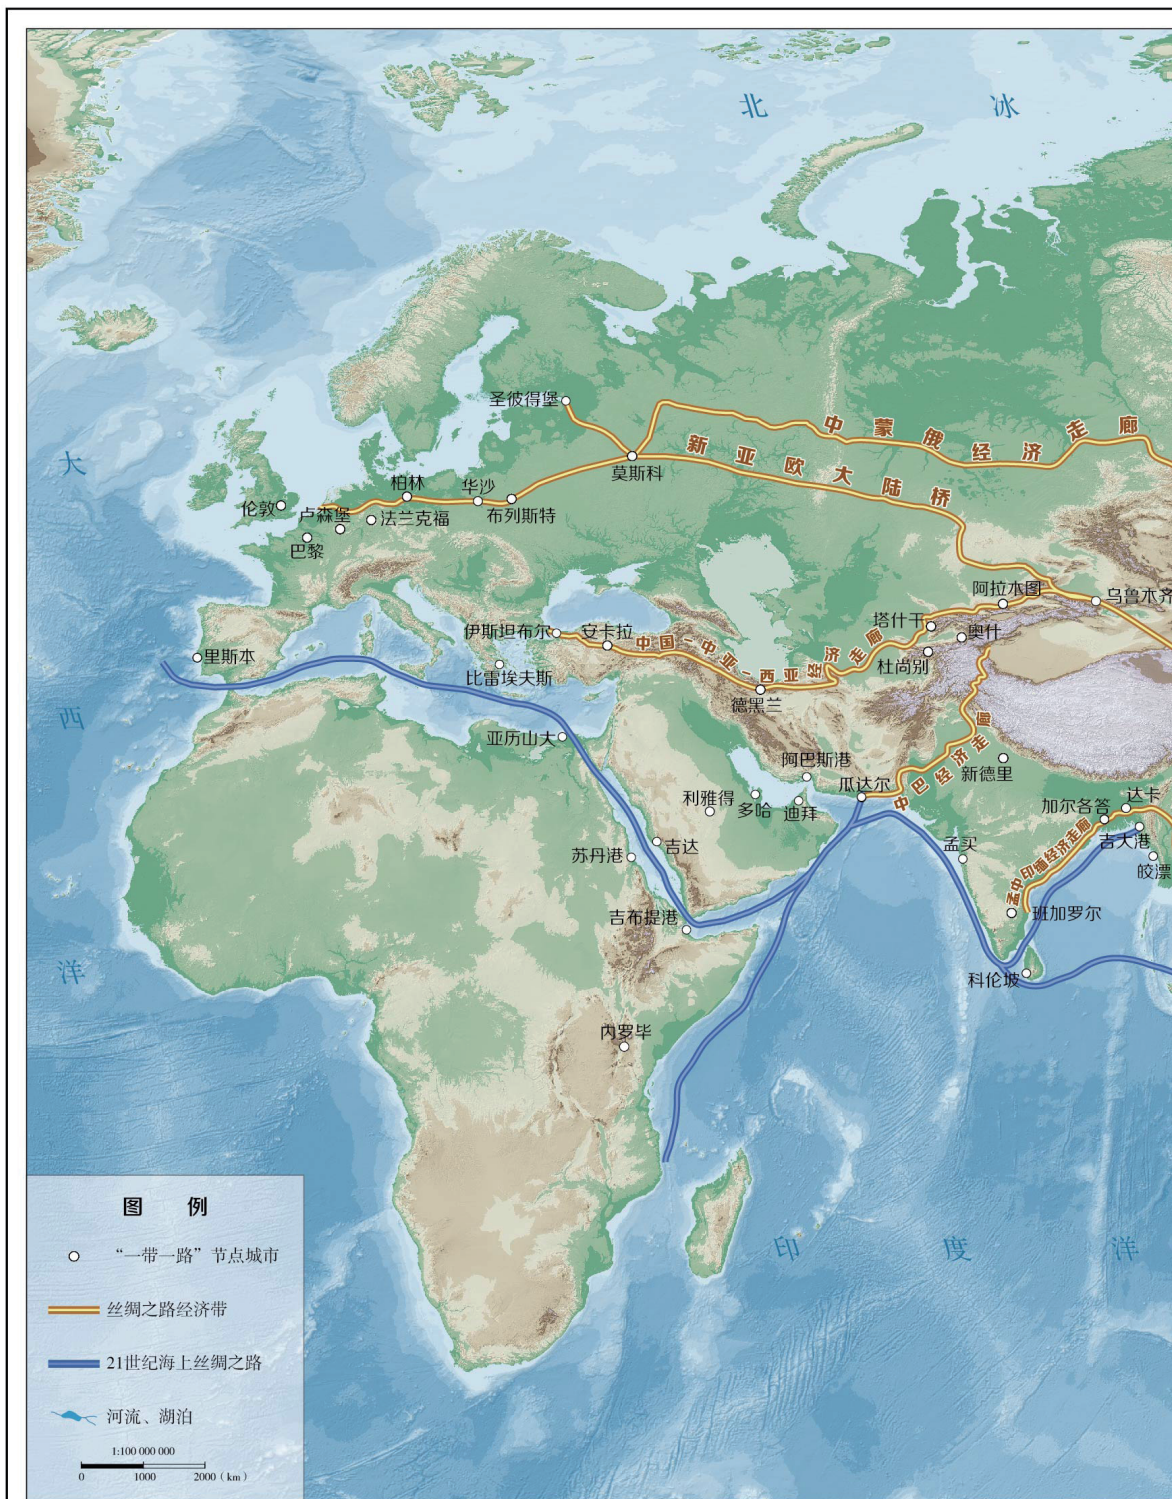 北冰
大西洋
圣彼得堡
中蒙俄经济走廊
新亚欧大陆桥
莫斯科
柏林
华沙
布列斯特
伦敦
卢森堡
法兰克福
巴黎
阿拉木图
乌鲁木齐
塔什干
奥什
杜尚别
伊斯坦布尔
安卡拉
中国-中亚-西亚经济走廊
里斯本
比雷埃夫斯
德黑兰
亚历山大
阿巴斯港
瓜达尔
中巴经济走廊
新德里
利雅得
多哈
迪拜
加尔各答
达卡
吉大港
苏丹港
吉达
孟买
孟中印缅经济走廊
皎漂
吉布提港
班加罗尔
科伦坡
内罗毕
印度洋
图 例
“一带一路”节点城市
丝绸之路经济带
21世纪海上丝绸之路
河流、湖泊
1:100 000 000
0 1000 2000（km）